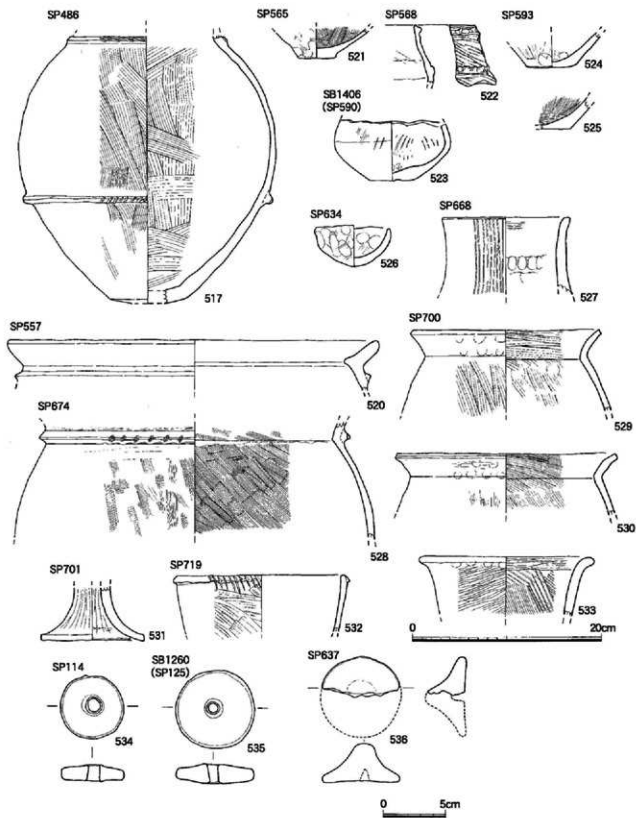 SP486
517
SP565
521
SP568
522
SP593
524
525
SB1406
(SP590)
523
SP634
526
SP668
527
SP557
520
SP700
529
SP674
528
530
SP701
531
SP719
532
533
0 20cm
SP114
534
SB1260
(SP125)
535
SP637
536
0 5cm